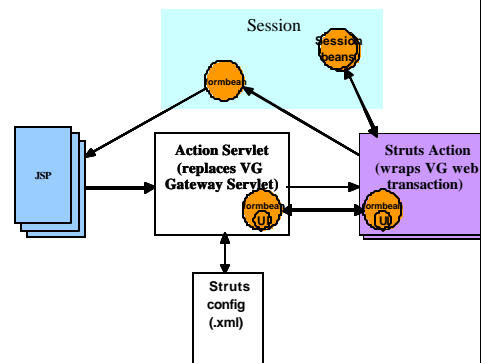 Session
Session
beans
formbean
JSP
Action Servlet
(replaces VG
Gateway Servlet)
Struts Action
(wraps VG web
transaction)
formbean
UI
formbean
UI
Struts
config
(.xml)